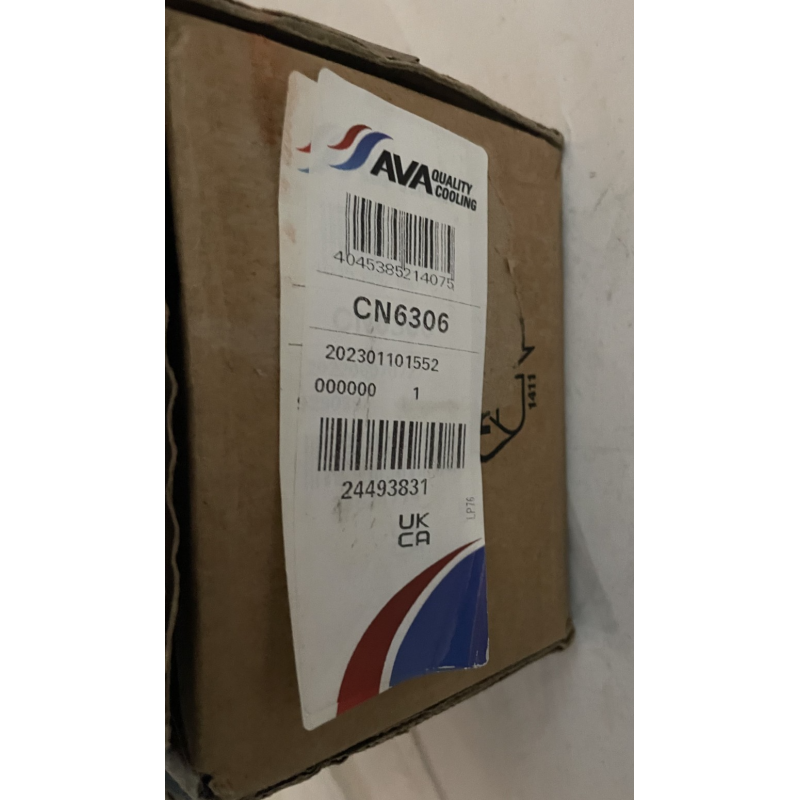 AVA QUALITY COOLING
4045385214075
CN6306
202301101552
000000 1
24493831
LP76
UK
CA
1411